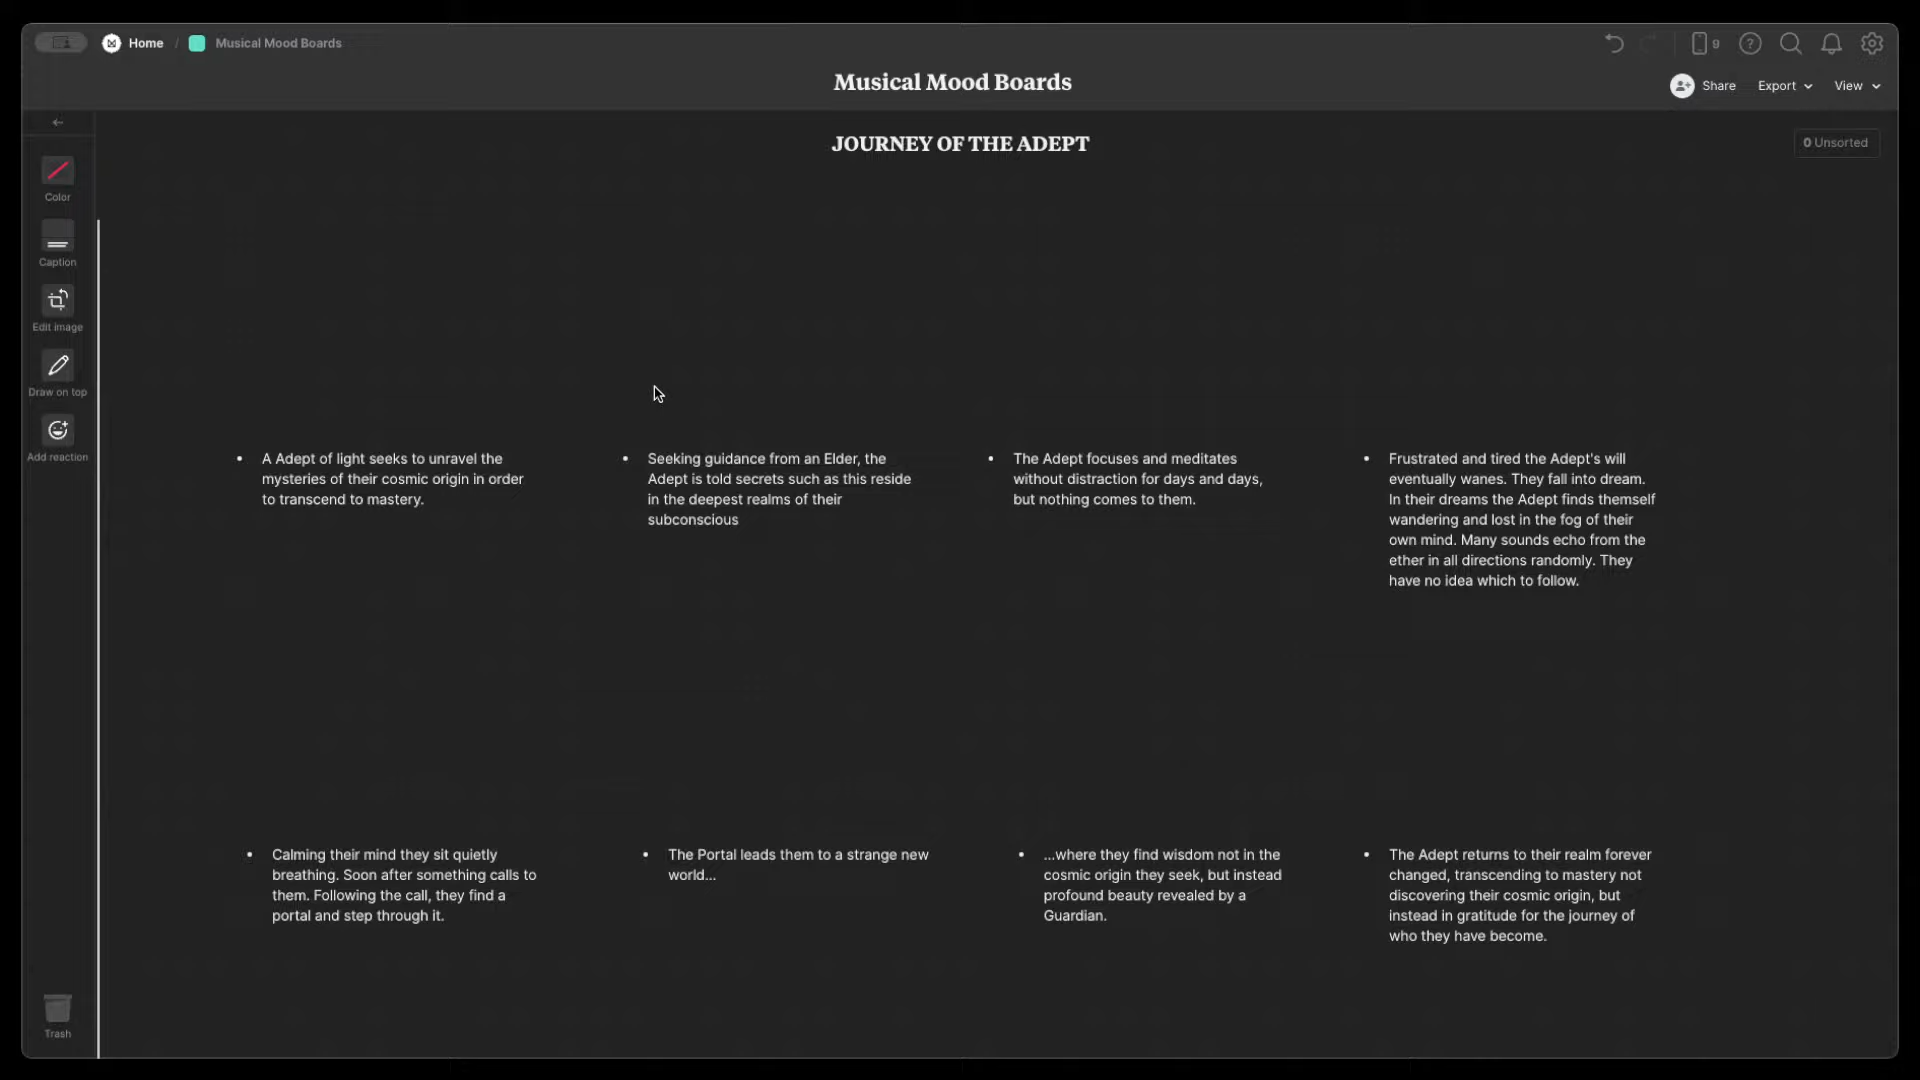 Home / Musical Mood Boards
9
Musical Mood Boards
Share
Export
View
JOURNEY OF THE ADEPT
0 Unsorted
Color
Caption
Edit image
Draw on top
Add reaction
Trash
• A Adept of light seeks to unravel the
mysteries of their cosmic origin in order
to transcend to mastery.
• Seeking guidance from an Elder, the
Adept is told secrets such as this reside
in the deepest realms of their
subconscious
• The Adept focuses and meditates
without distraction for days and days,
but nothing comes to them.
• Frustrated and tired the Adept's will
eventually wanes. They fall into dream.
In their dreams the Adept finds themself
wandering and lost in the fog of their
own mind. Many sounds echo from the
ether in all directions randomly. They
have no idea which to follow.
• Calming their mind they sit quietly
breathing. Soon after something calls to
them. Following the call, they find a
portal and step through it.
• The Portal leads them to a strange new
world...
• ...where they find wisdom not in the
cosmic origin they seek, but instead
profound beauty revealed by a
Guardian.
• The Adept returns to their realm forever
changed, transcending to mastery not
discovering their cosmic origin, but
instead in gratitude for the journey of
who they have become.